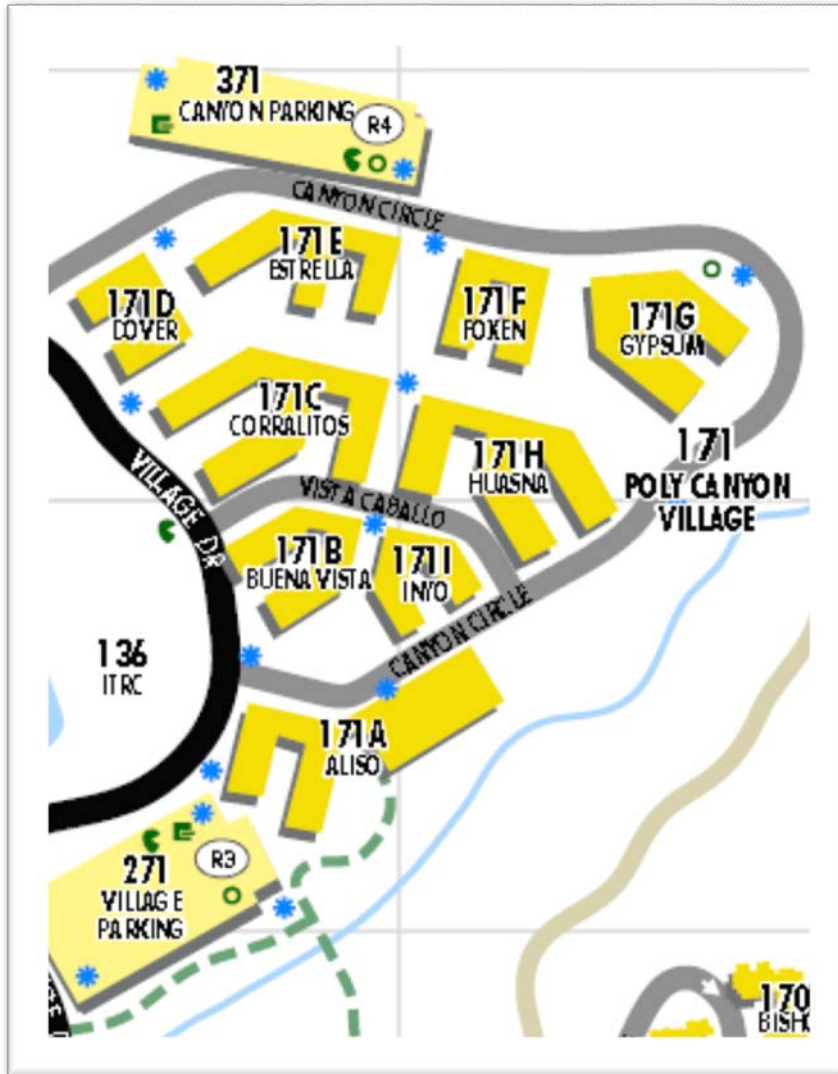 371
CANYON PARKING
R4
CANYON CIRCLE
171E
ESTRELLA
171D
DOVER
171F
FOXEN
171G
GYPSUM
171C
CORRALITOS
171H
HUASNA
171
POLY CANYON
VILLAGE
VILLAGE DR
VISTA CABALLO
171B
BUENA VISTA
171I
INYO
CANYON CIRCLE
136
ITRC
171A
ALISO
R3
271
VILLAGE
PARKING
170